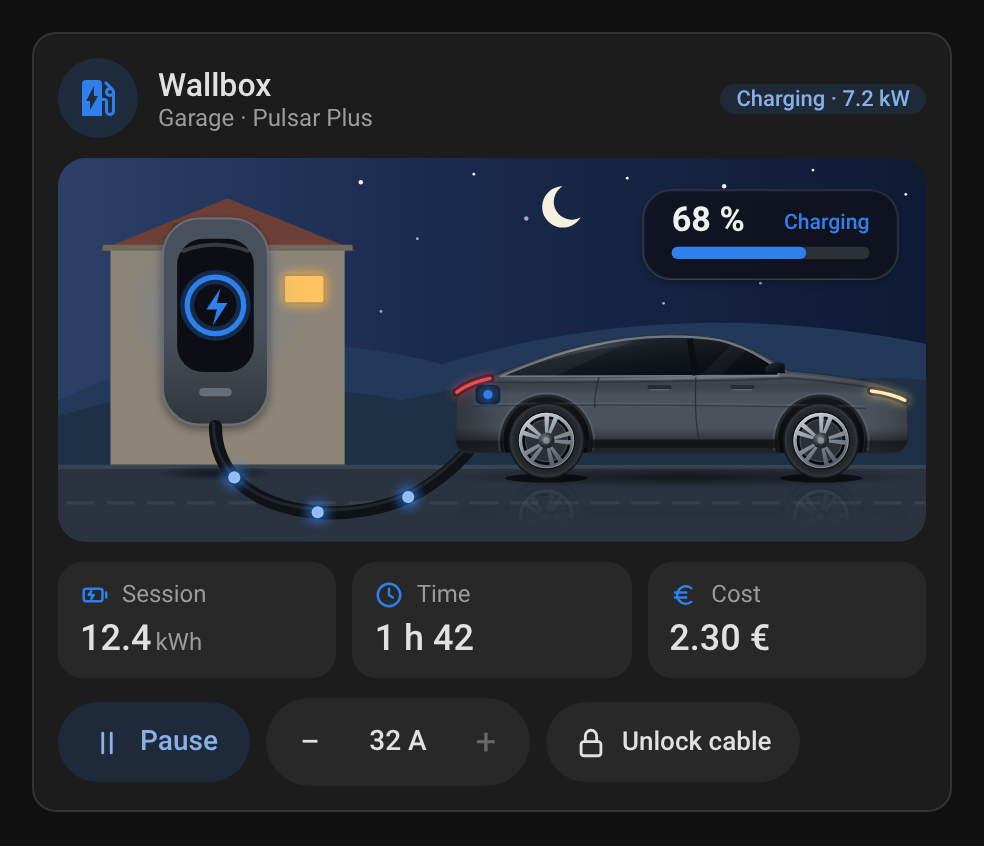 Wallbox
Garage · Pulsar Plus
Charging · 7.2 kW
68 % Charging
Session
12.4 kWh
Time
1 h 42
Cost
2.30 €
Pause
− 32 A +
Unlock cable